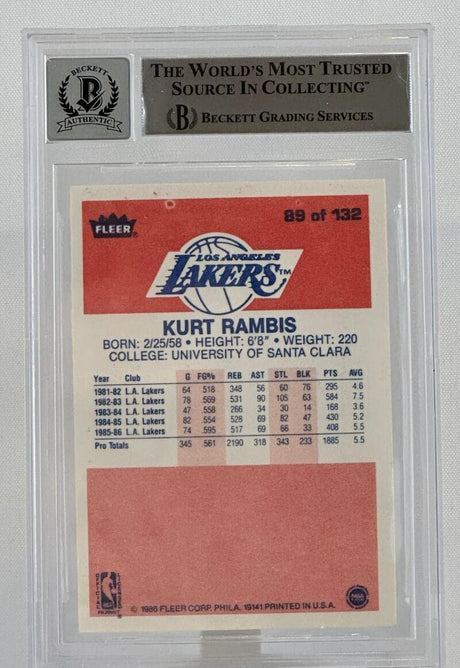 BECKETT
B
AUTHENTIC
THE WORLD'S MOST TRUSTED
SOURCE IN COLLECTING™
B BECKETT GRADING SERVICES
FLEER
89 of 132
LOS ANGELES
LAKERS™
KURT RAMBIS
BORN: 2/25/58 • HEIGHT: 6'8" • WEIGHT: 220
COLLEGE: UNIVERSITY OF SANTA CLARA
Year Club G FG% REB AST STL BLK PTS AVG
1981-82 L.A. Lakers 64 .518 348 56 60 76 295 4.6
1982-83 L.A. Lakers 78 .569 531 90 105 63 584 7.5
1983-84 L.A. Lakers 47 .558 266 34 30 14 168 3.6
1984-85 L.A. Lakers 82 .554 528 69 82 47 430 5.2
1985-86 L.A. Lakers 74 .595 517 69 66 33 408 5.5
Pro Totals 345 .561 2190 318 343 233 1885 5.5
© 1986 FLEER CORP. PHILA. 19141 PRINTED IN U.S.A.